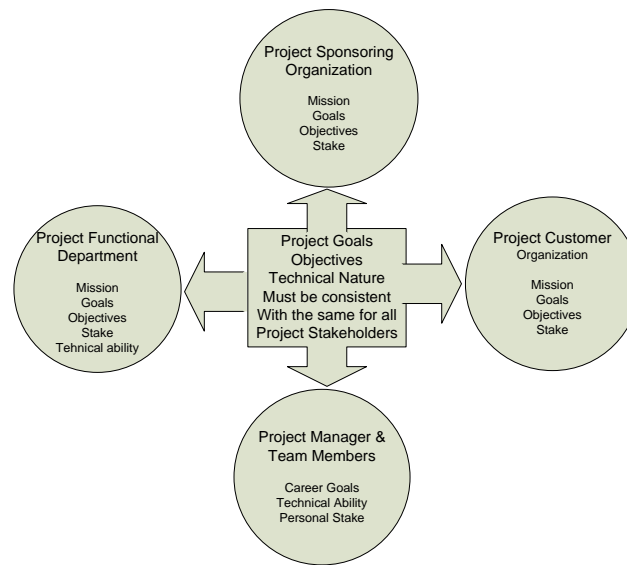 Project Sponsoring
Organization
Mission
Goals
Objectives
Stake
Project Functional
Department
Mission
Goals
Objectives
Stake
Tehnical ability
Project Goals
Objectives
Technical Nature
Must be consistent
With the same for all
Project Stakeholders
Project Customer
Organization
Mission
Goals
Objectives
Stake
Project Manager &
Team Members
Career Goals
Technical Ability
Personal Stake